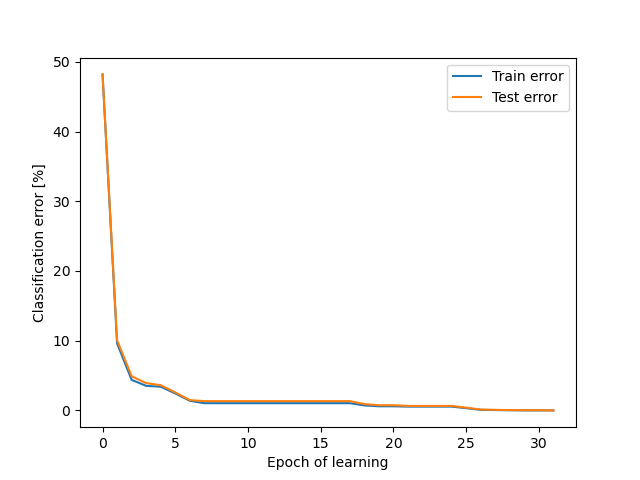 50
40
30
20
10
0
Classification error [%]
Train error
Test error
0 5 10 15 20 25 30
Epoch of learning